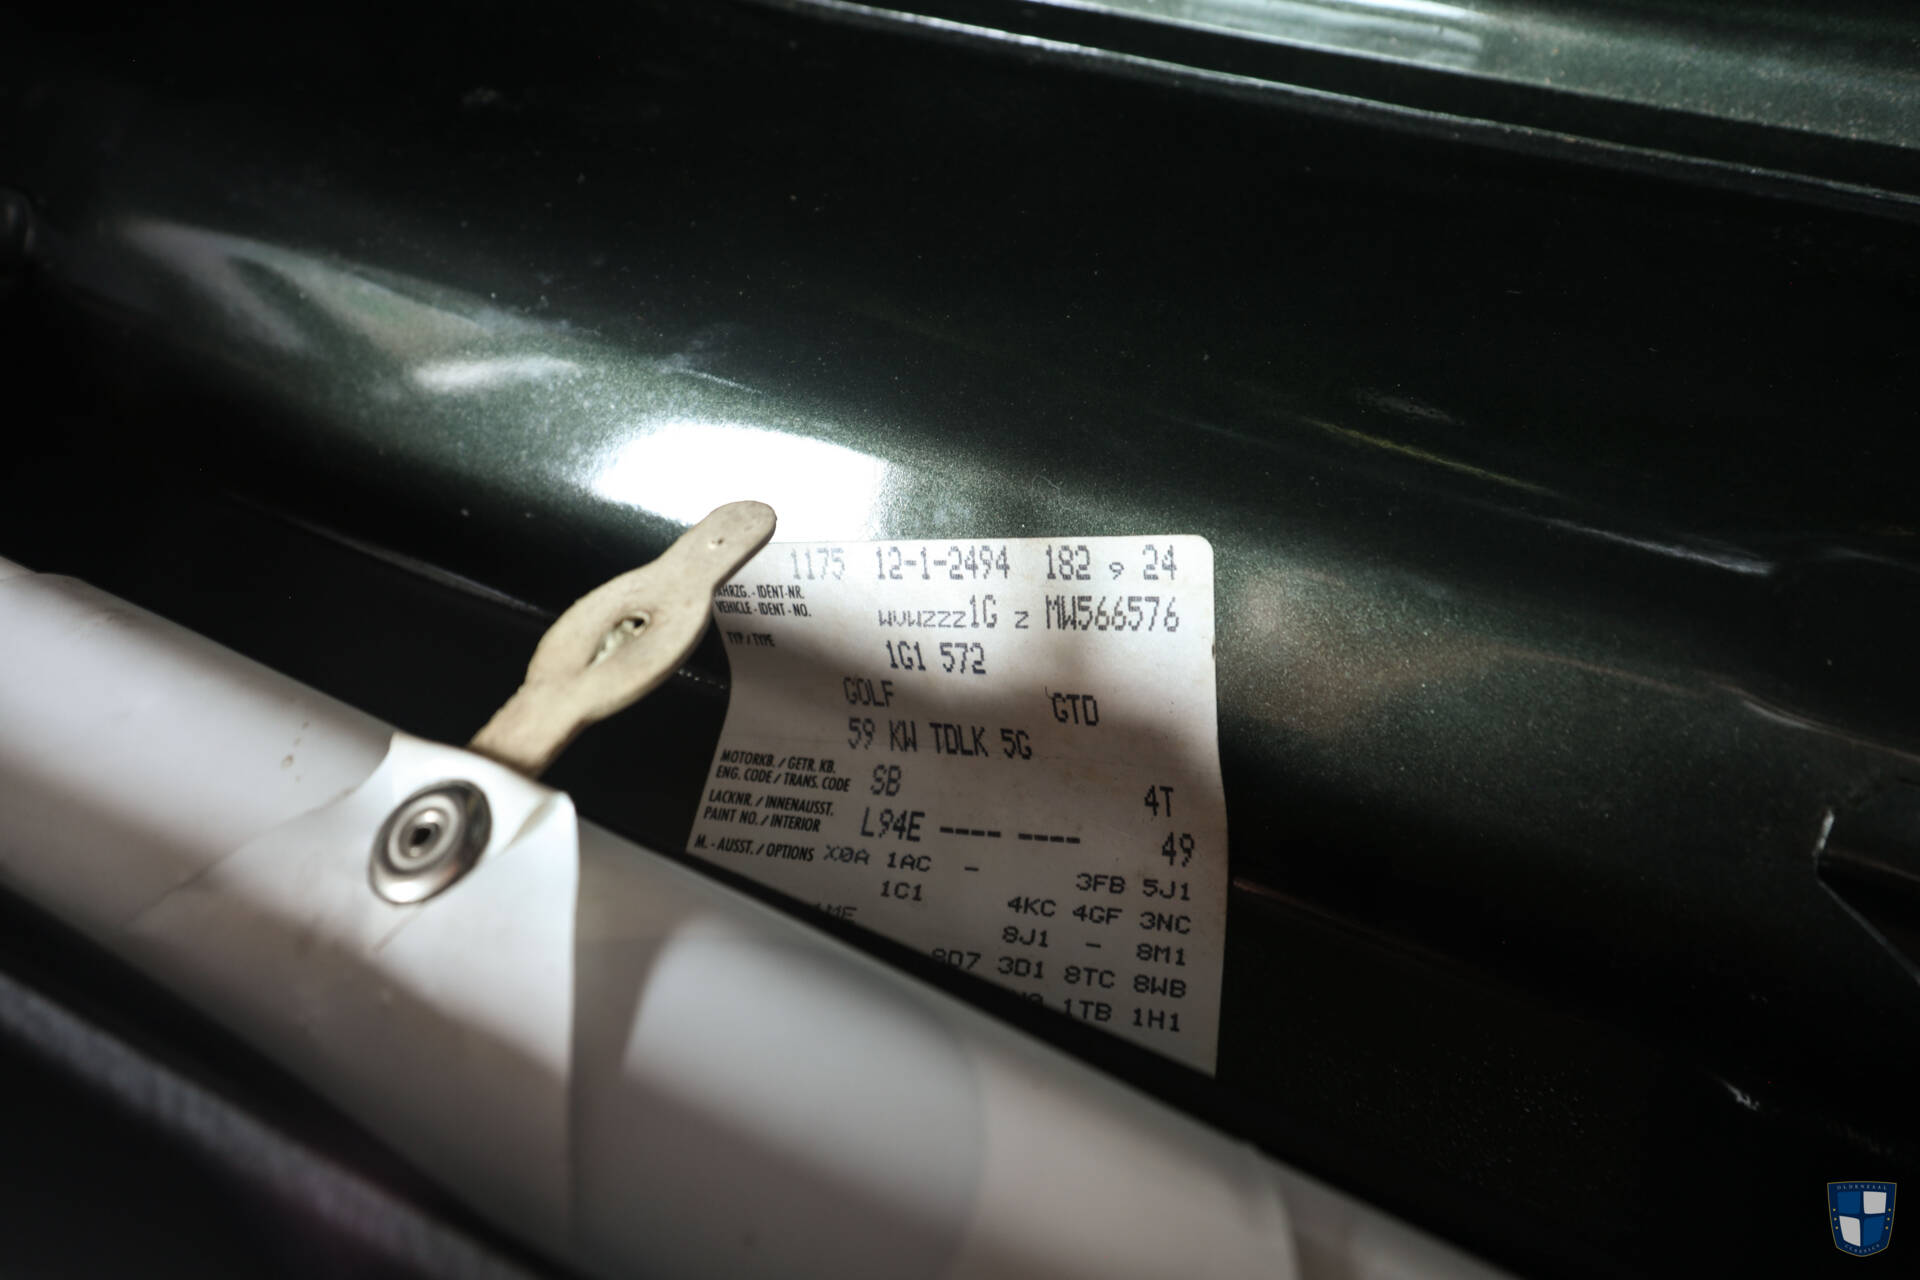 1175 12-1-2494 182 9 24
FAHRZG.-IDENT-NR.
VEHICLE-IDENT-NO. WVWZZZ1G Z MW566576
TYP/TYPE 1G1 572
GOLF GTD
59 KW TDLK 5G
MOTORKB./GETR.KB.
ENG.CODE/TRANS.CODE SB 4T
LACKNR./INNENAUSST.
PAINT NO./INTERIOR L94E ---- ---- 49
M.-AUSST./OPTIONS X0A 1AC - 3FB 5J1
1C1 4KC 4GF 3NC
8J1 - 8M1
8D7 3D1 8TC 8WB
1TB 1H1
OLDENZAAL
CLASSICS